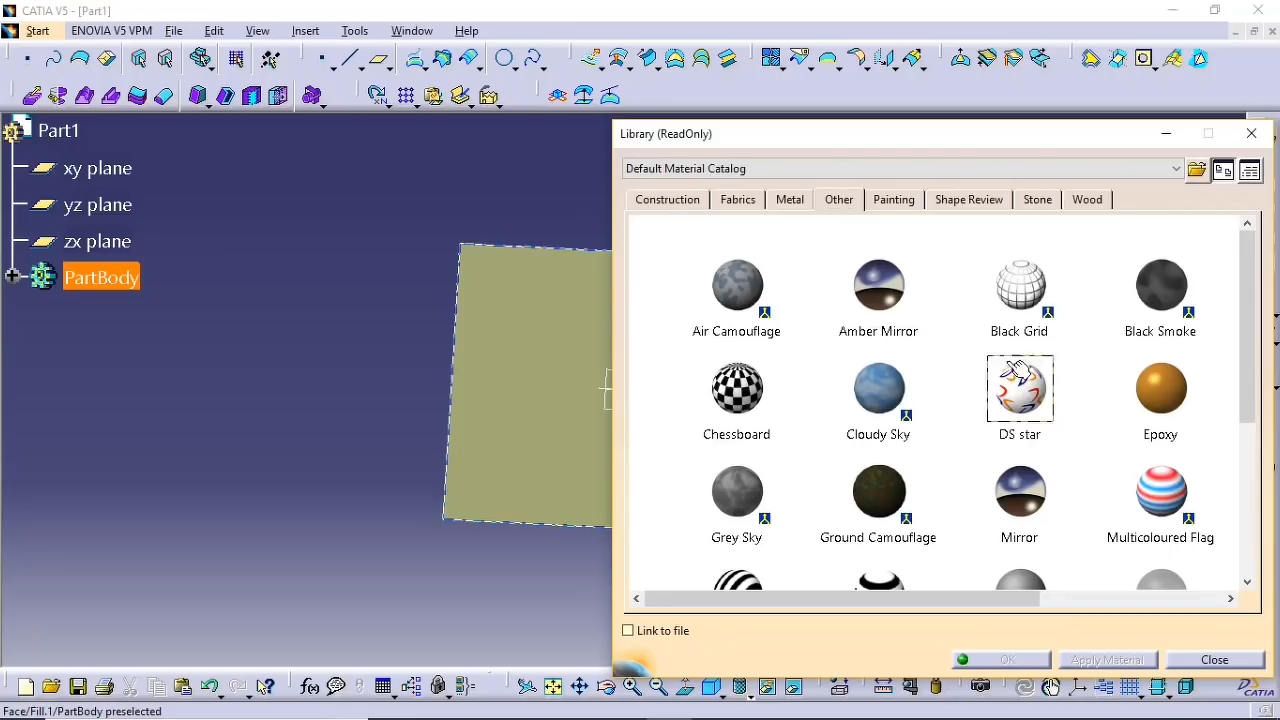 CATIA V5 - [Part1]
Start ENOVIA V5 VPM File Edit View Insert Tools Window Help
Part1
xy plane
yz plane
zx plane
PartBody
Library (ReadOnly)
Default Material Catalog
Construction Fabrics Metal Other Painting Shape Review Stone Wood
Air Camouflage Amber Mirror Black Grid Black Smoke
Chessboard Cloudy Sky DS star Epoxy
Grey Sky Ground Camouflage Mirror Multicoloured Flag
Link to file
OK Apply Material Close
CATIA
Face/Fill.1/PartBody preselected